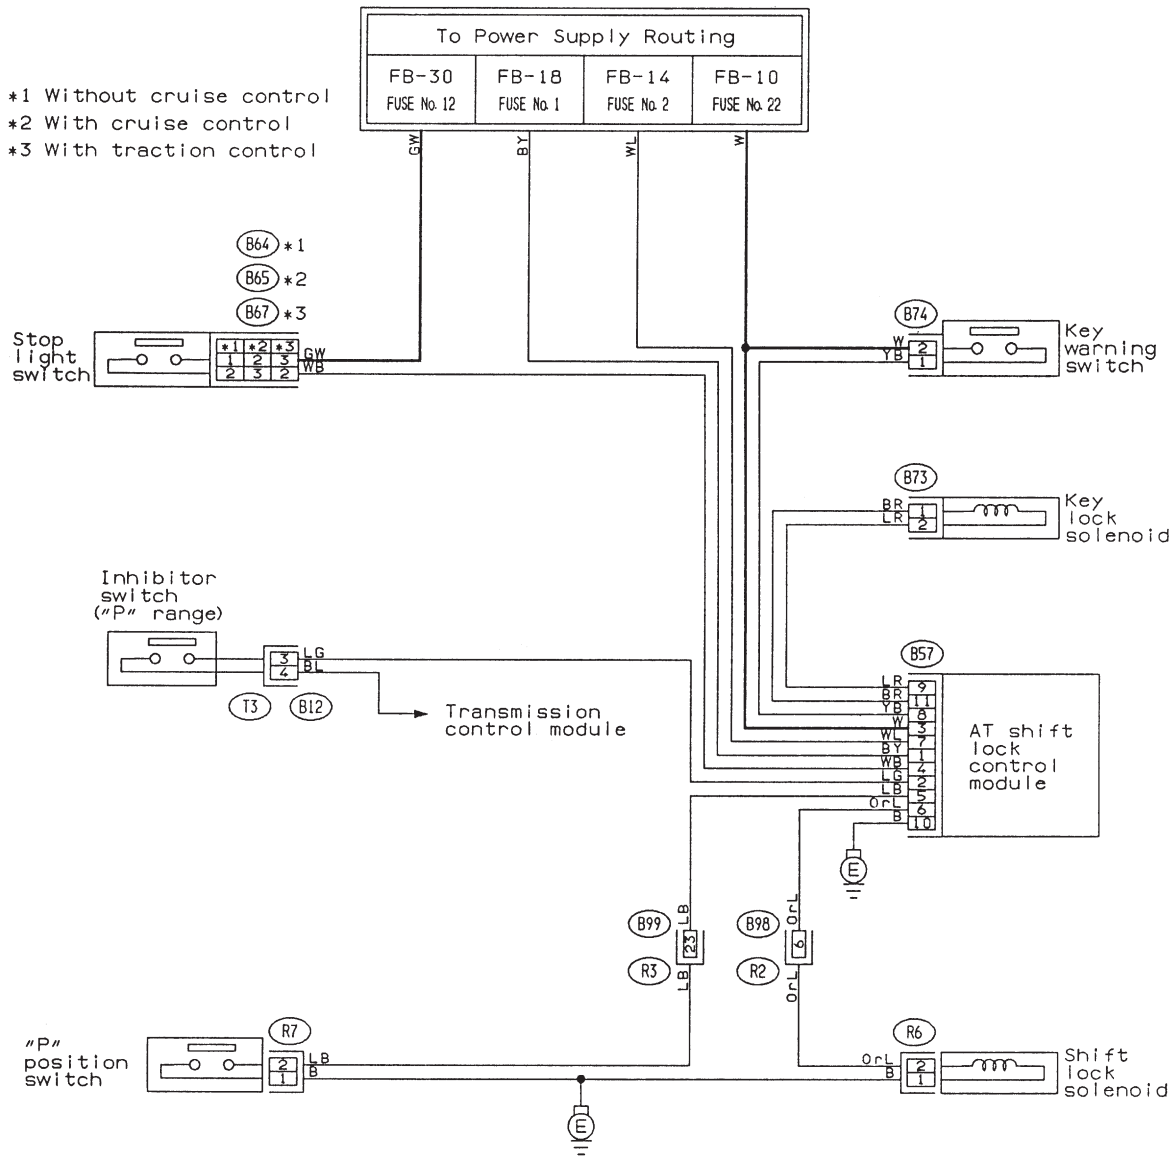 To Power Supply Routing
FB-30 FB-18 FB-14 FB-10
FUSE No. 12 FUSE No. 1 FUSE No. 2 FUSE No. 22
*1 Without cruise control
*2 With cruise control
*3 With traction control
GW BY WL W
B64 *1
B65 *2
B67 *3
Stop
light
switch
*1 *2 *3
1 2 3
2 3 2
GW
WB
B74
W
YB
2
1
Key
warning
switch
B73
BR
LR
1
2
Key
lock
solenoid
Inhibitor
switch
("P" range)
3
4
LG
BL
T3 B12
Transmission
control module
B57
LR 9
BR 11
YB 8
W 3
WL 7
BY 1
WB 4
LG 2
LB 5
OrL 6
B 10
AT shift
lock
control
module
E
B99
LB
23
R3
LB
B98
OrL
6
R2
OrL
"P"
position
switch
R7
2
1
LB
B
E
R6
OrL
B
2
1
Shift
lock
solenoid